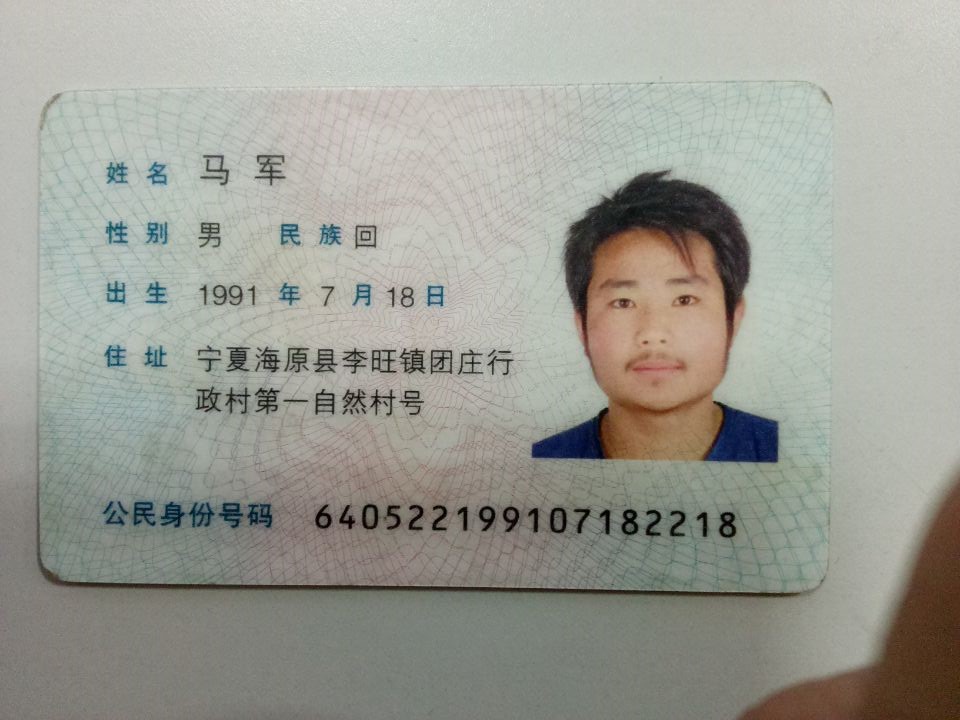 姓名 马军
性别 男 民族 回
出生 1991 年 7 月 18 日
住址 宁夏海原县李旺镇团庄行
政村第一自然村号
公民身份号码 640522199107182218